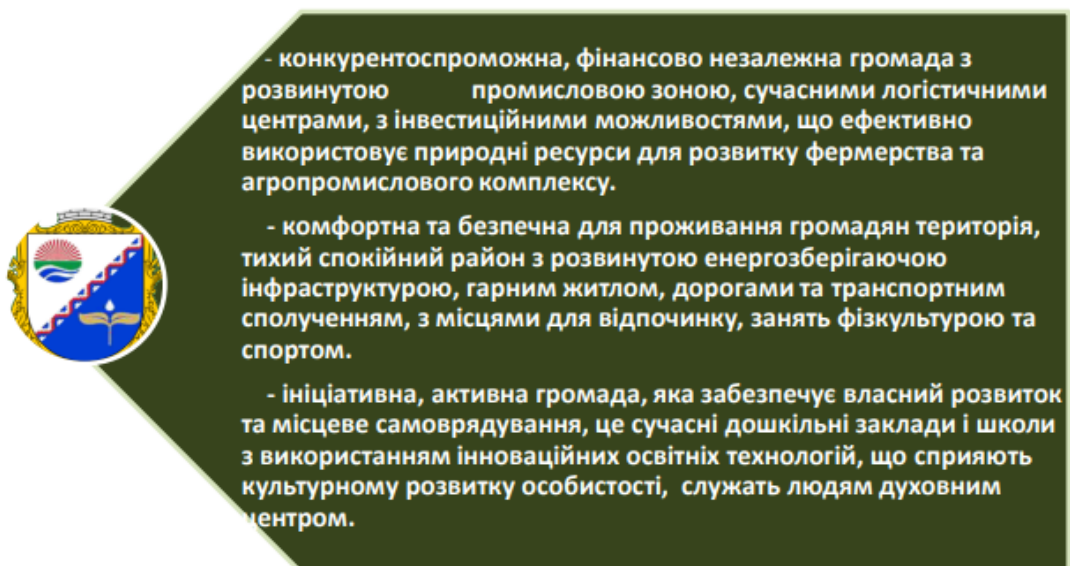 - конкурентоспроможна, фінансово незалежна громада з
розвинутою промисловою зоною, сучасними логістичними
центрами, з інвестиційними можливостями, що ефективно
використовує природні ресурси для розвитку фермерства та
агропромислового комплексу.
- комфортна та безпечна для проживання громадян територія,
тихий спокійний район з розвинутою енергозберігаючою
інфраструктурою, гарним житлом, дорогами та транспортним
сполученням, з місцями для відпочинку, занять фізкультурою та
спортом.
- ініціативна, активна громада, яка забезпечує власний розвиток
та місцеве самоврядування, це сучасні дошкільні заклади і школи
з використанням інноваційних освітніх технологій, що сприяють
культурному розвитку особистості, служать людям духовним
центром.